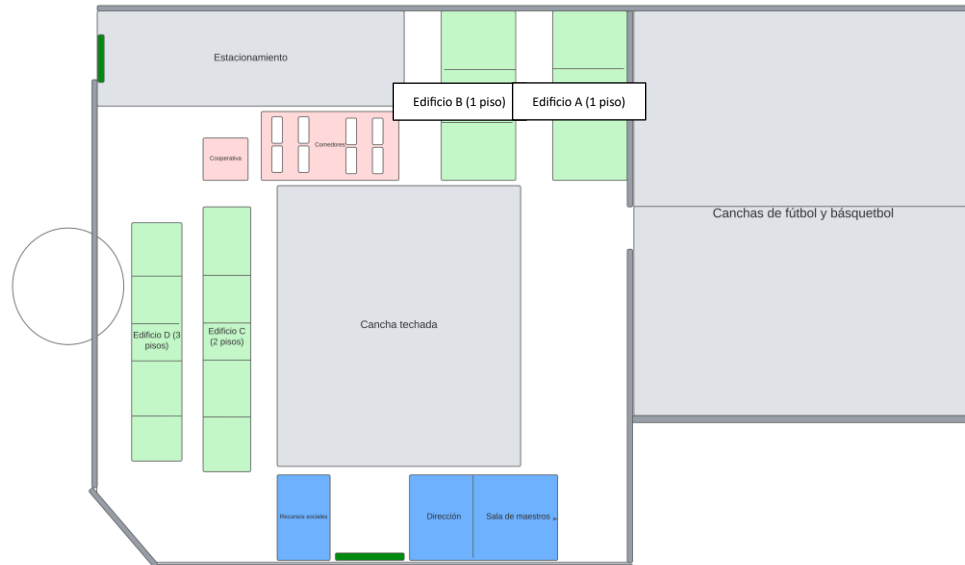 Estacionamiento
Edificio B (1 piso)
Edificio A (1 piso)
Comedores
Cooperativa
Canchas de fútbol y básquetbol
Cancha techada
Edificio D (3
pisos)
Edificio C
(2 pisos)
Recursos sociales
Dirección
Sala de maestros